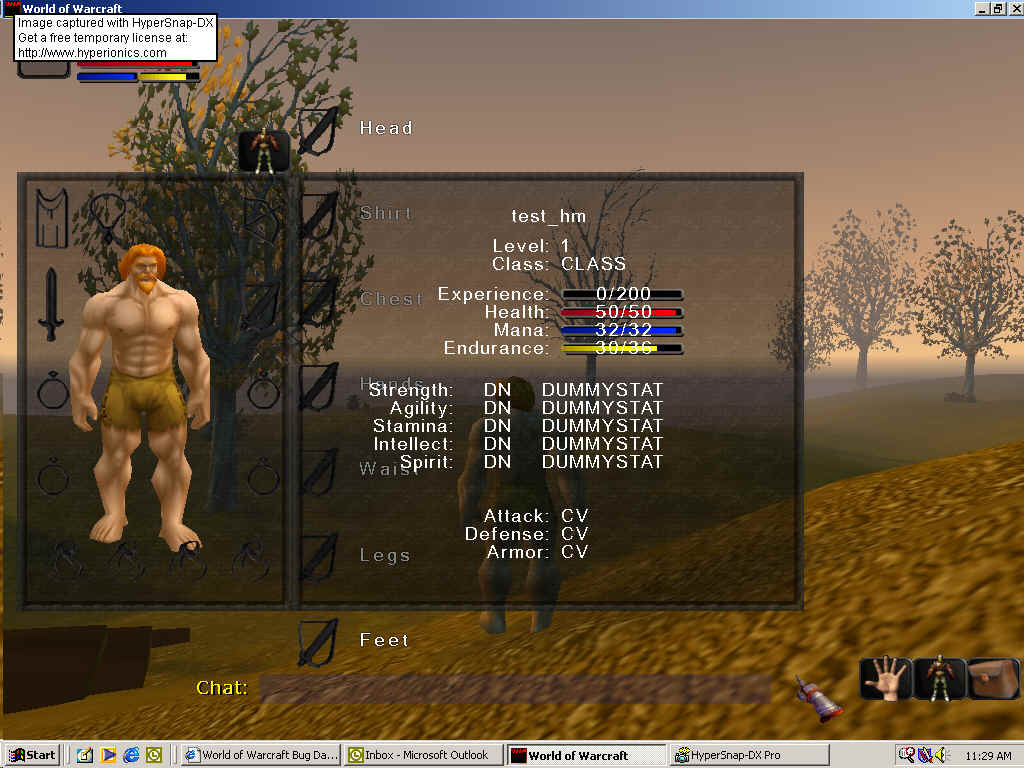 World of Warcraft
Image captured with HyperSnap-DX
Get a free temporary license at:
http://www.hyperionics.com
Head
Shirt
test_hm
Level: 1
Class: CLASS
Chest
Experience: 0/200
Health: 50/50
Mana: 32/32
Endurance: 30/36
Hands
Strength: DN DUMMYSTAT
Agility: DN DUMMYSTAT
Stamina: DN DUMMYSTAT
Intellect: DN DUMMYSTAT
Spirit: DN DUMMYSTAT
Waist
Attack: CV
Defense: CV
Armor: CV
Legs
Feet
Chat:
Start World of Warcraft Bug Da... Inbox - Microsoft Outlook World of Warcraft HyperSnap-DX Pro 11:29 AM